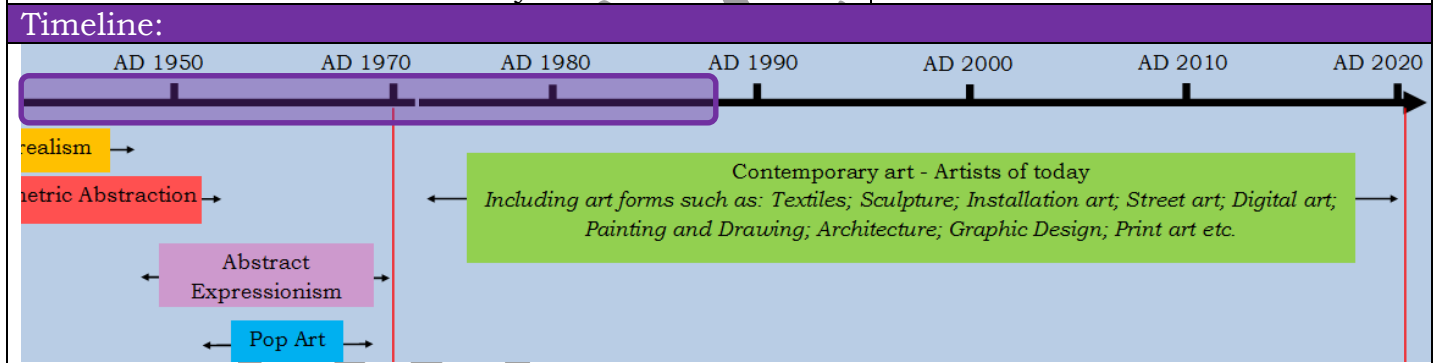 Timeline:
AD 1950 AD 1970 AD 1980 AD 1990 AD 2000 AD 2010 AD 2020
realism
netric Abstraction
Contemporary art - Artists of today
Including art forms such as: Textiles; Sculpture; Installation art; Street art; Digital art;
Painting and Drawing; Architecture; Graphic Design; Print art etc.
Abstract
Expressionism
Pop Art